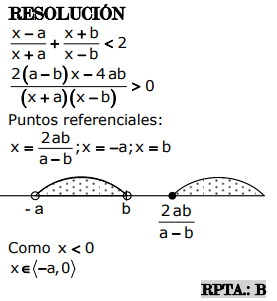 RESOLUCIÓN
x − a / x + a + x + b / x − b < 2
2(a − b)x − 4ab / (x + a)(x − b) > 0
Puntos referenciales:
x = 2ab / a − b ; x = −a; x = b
- a b 2ab / a − b
Como x < 0
x ∈ ⟨−a, 0⟩
RPTA.: B